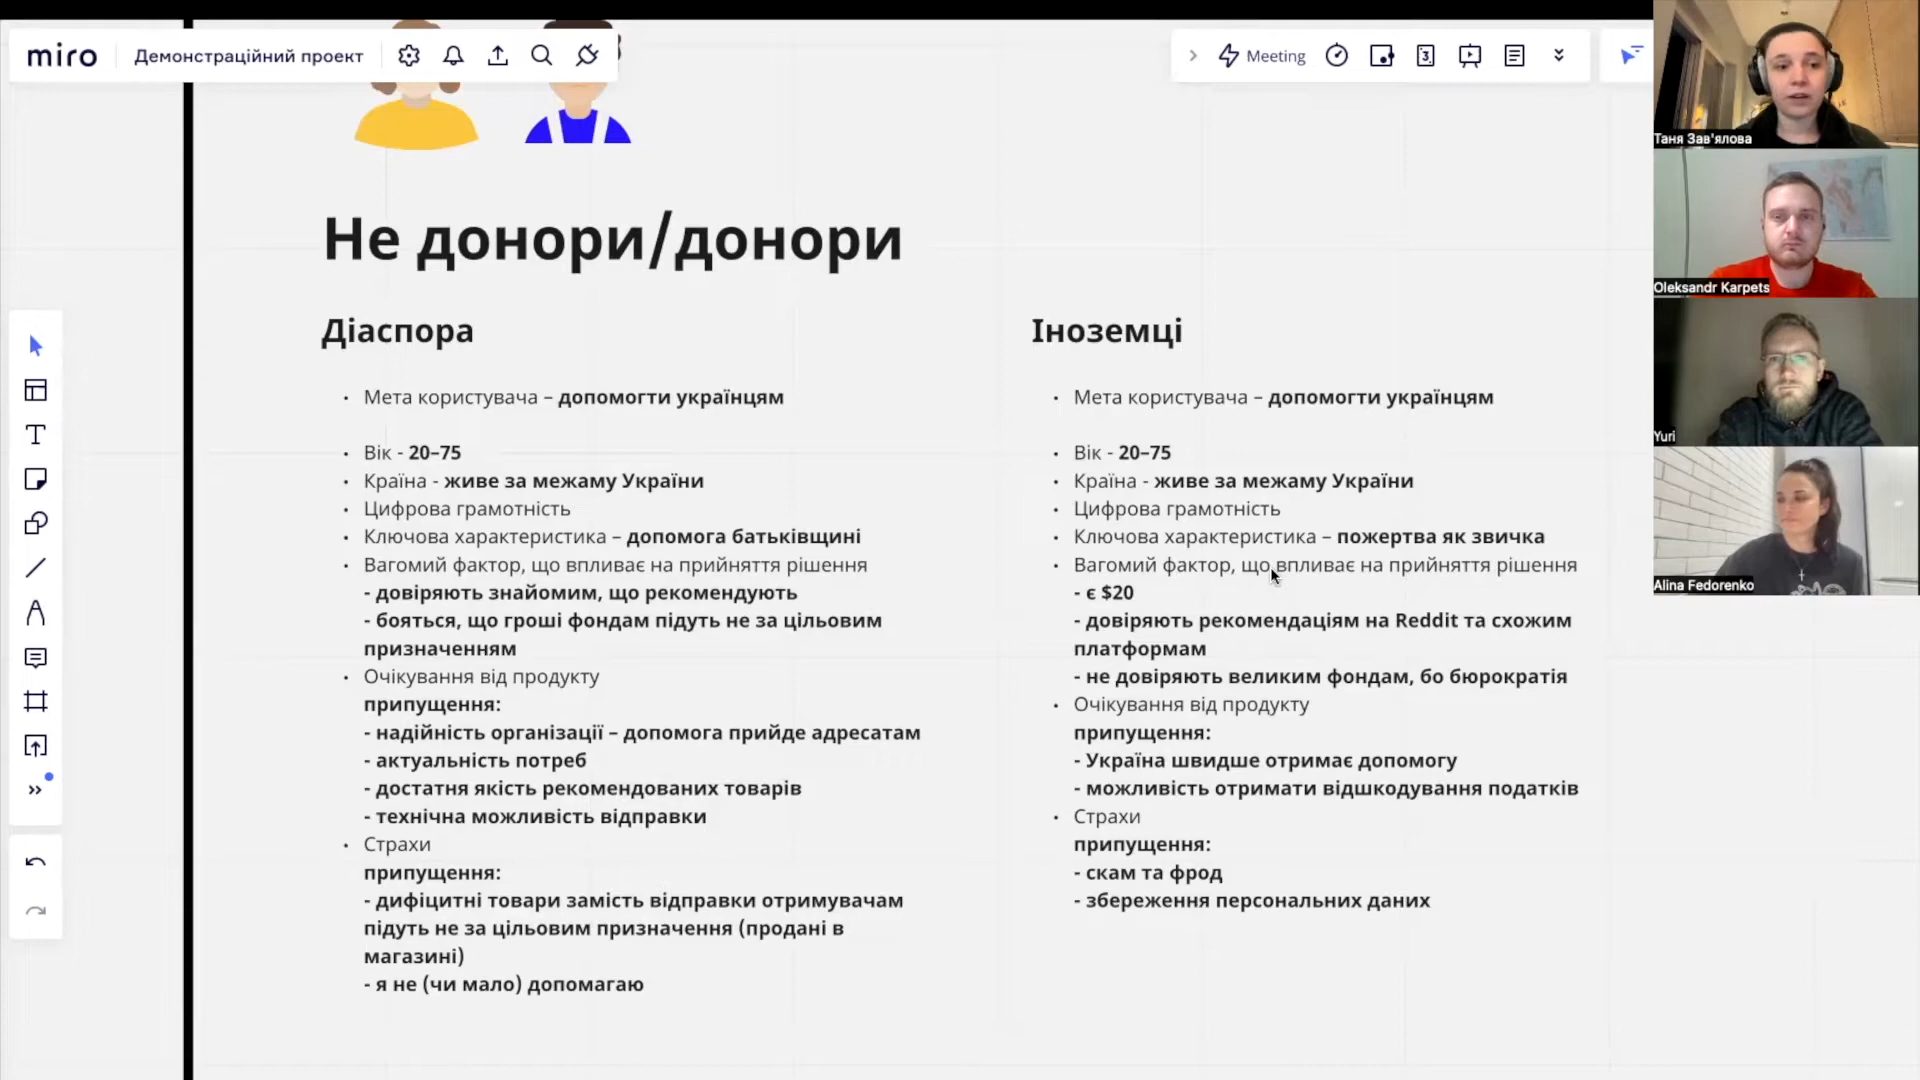 miro
Демонстраційний проект
Meeting
3
Не донори/донори
Діаспора
• Мета користувача – допомогти українцям
• Вік - 20–75
• Країна - живе за межаму України
• Цифрова грамотність
• Ключова характеристика – допомога батьківщині
• Вагомий фактор, що впливає на прийняття рішення
- довіряють знайомим, що рекомендують
- бояться, що гроші фондам підуть не за цільовим
призначенням
• Очікування від продукту
припущення:
- надійність організації – допомога прийде адресатам
- актуальність потреб
- достатня якість рекомендованих товарів
- технічна можливість відправки
• Страхи
припущення:
- дифіцитні товари замість відправки отримувачам
підуть не за цільовим призначення (продані в
магазині)
- я не (чи мало) допомагаю
Іноземці
• Мета користувача – допомогти українцям
• Вік - 20–75
• Країна - живе за межаму України
• Цифрова грамотність
• Ключова характеристика – пожертва як звичка
• Вагомий фактор, що впливає на прийняття рішення
- є $20
- довіряють рекомендаціям на Reddit та схожим
платформам
- не довіряють великим фондам, бо бюрократія
• Очікування від продукту
припущення:
- Україна швидше отримає допомогу
- можливість отримати відшкодування податків
• Страхи
припущення:
- скам та фрод
- збереження персональних даних
Таня Зав'ялова
Oleksandr Karpets
Yuri
Alina Fedorenko